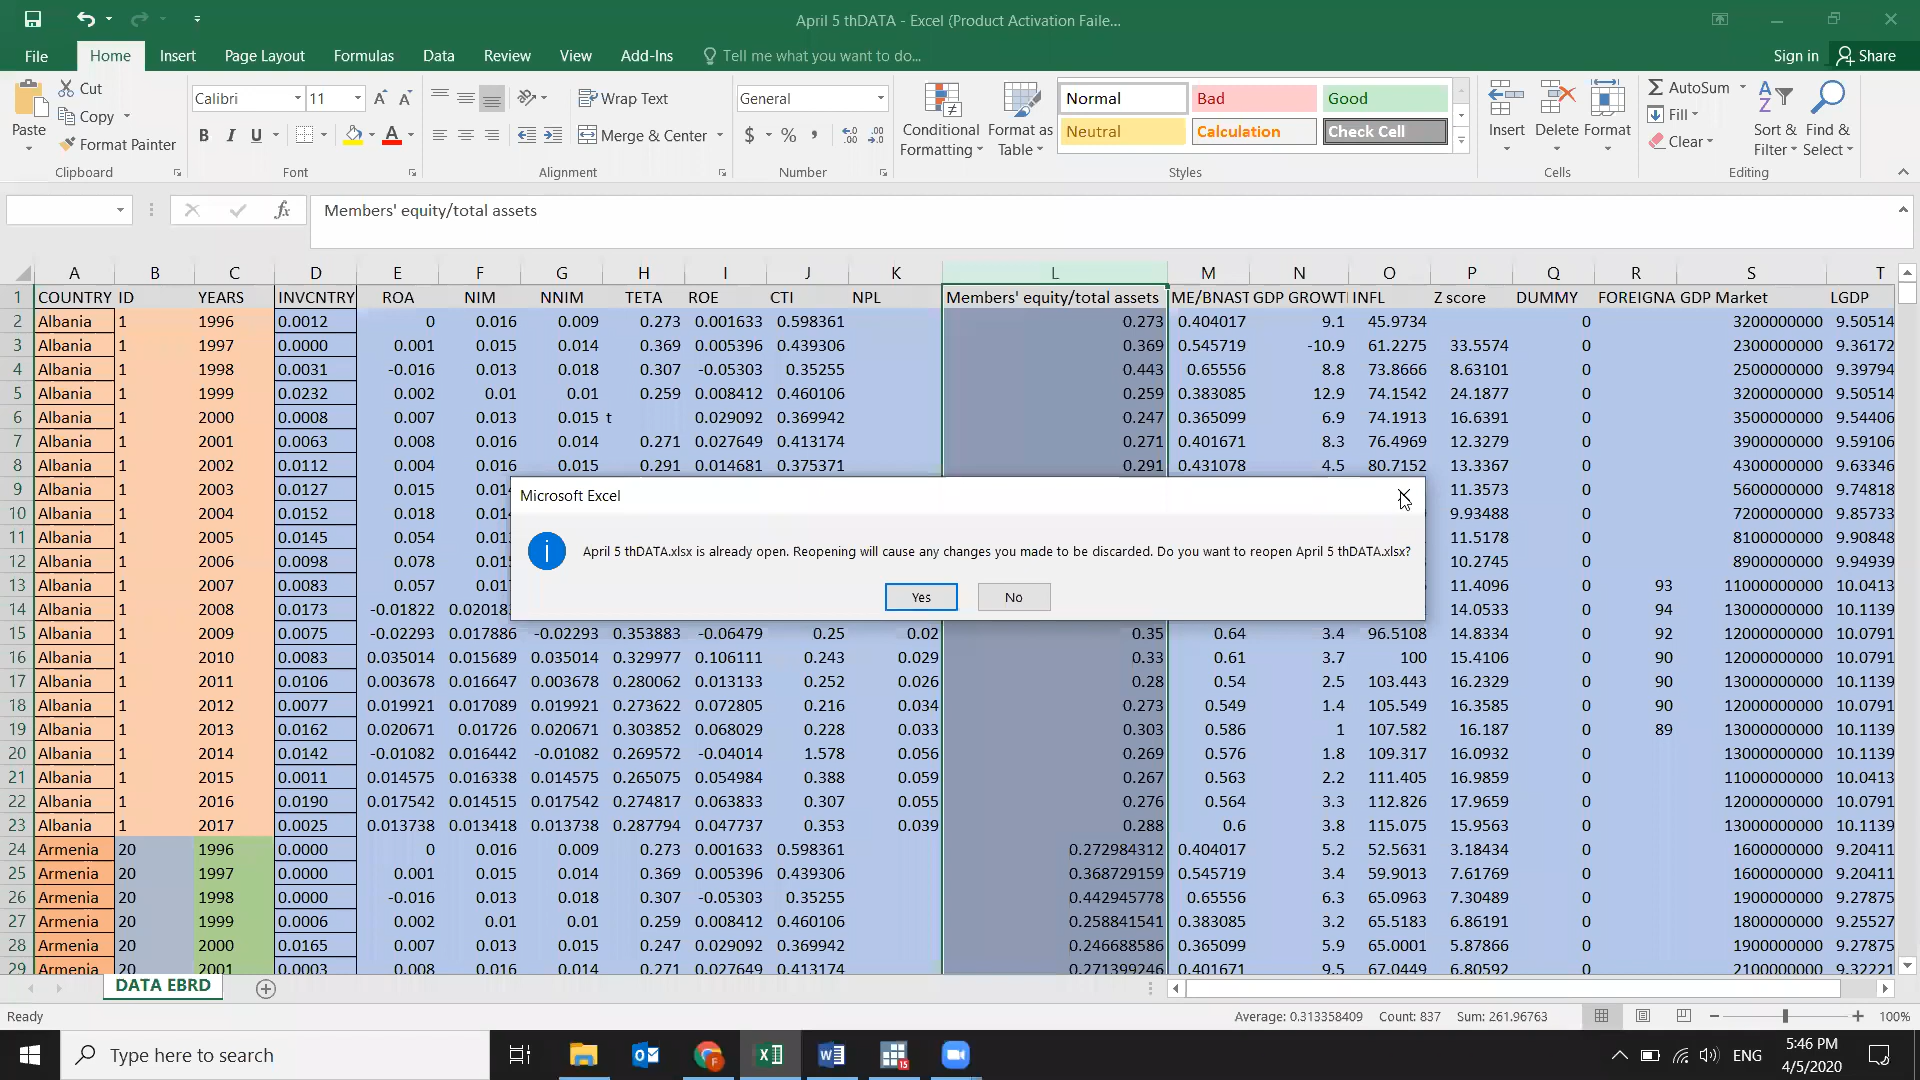 April 5 thDATA - Excel (Product Activation Faile...
File Home Insert Page Layout Formulas Data Review View Add-Ins Tell me what you want to do... Sign in Share
Paste Cut Copy Format Painter Clipboard
Calibri 11 A A B I U A Font
Wrap Text Merge & Center Alignment
General $ % , Number
Conditional Formatting Format as Table Normal Bad Good Neutral Calculation Check Cell Styles
Insert Delete Format Cells
AutoSum Fill Clear Sort & Filter Find & Select Editing
fx Members' equity/total assets
A B C D E F G H I J K L M N O P Q R S T
1 COUNTRY ID YEARS INVCNTRY ROA NIM NNIM TETA ROE CTI NPL Members' equity/total assets ME/BNAST GDP GROWT INFL Z score DUMMY FOREIGNA GDP Market LGDP
2 Albania 1 1996 0.0012 0 0.016 0.009 0.273 0.001633 0.598361 0.273 0.404017 9.1 45.9734 0 3200000000 9.50514
3 Albania 1 1997 0.0000 0.001 0.015 0.014 0.369 0.005396 0.439306 0.369 0.545719 -10.9 61.2275 33.5574 0 2300000000 9.36172
4 Albania 1 1998 0.0031 -0.016 0.013 0.018 0.307 -0.05303 0.35255 0.443 0.65556 8.8 73.8666 8.63101 0 2500000000 9.39794
5 Albania 1 1999 0.0232 0.002 0.01 0.01 0.259 0.008412 0.460106 0.259 0.383085 12.9 74.1542 24.1877 0 3200000000 9.50514
6 Albania 1 2000 0.0008 0.007 0.013 0.015 t 0.029092 0.369942 0.247 0.365099 6.9 74.1913 16.6391 0 3500000000 9.54406
7 Albania 1 2001 0.0063 0.008 0.016 0.014 0.271 0.027649 0.413174 0.271 0.401671 8.3 76.4969 12.3279 0 3900000000 9.59106
8 Albania 1 2002 0.0112 0.004 0.016 0.015 0.291 0.014681 0.375371 0.291 0.431078 4.5 80.7152 13.3367 0 4300000000 9.63346
9 Albania 1 2003 0.0127 0.015 11.3573 0 5600000000 9.74818
10 Albania 1 2004 0.0152 0.018 9.93488 0 7200000000 9.85733
11 Albania 1 2005 0.0145 0.054 11.5178 0 8100000000 9.90848
12 Albania 1 2006 0.0098 0.078 10.2745 0 8900000000 9.94939
13 Albania 1 2007 0.0083 0.057 11.4096 0 93 11000000000 10.0413
14 Albania 1 2008 0.0173 -0.01822 14.0533 0 94 13000000000 10.1139
Microsoft Excel
April 5 thDATA.xlsx is already open. Reopening will cause any changes you made to be discarded. Do you want to reopen April 5 thDATA.xlsx?
Yes No
15 Albania 1 2009 0.0075 -0.02293 0.017886 -0.02293 0.353883 -0.06479 0.25 0.02 0.35 0.64 3.4 96.5108 14.8334 0 92 12000000000 10.0791
16 Albania 1 2010 0.0083 0.035014 0.015689 0.035014 0.329977 0.106111 0.243 0.029 0.33 0.61 3.7 100 15.4106 0 90 12000000000 10.0791
17 Albania 1 2011 0.0106 0.003678 0.016647 0.003678 0.280062 0.013133 0.252 0.026 0.28 0.54 2.5 103.443 16.2329 0 90 13000000000 10.1139
18 Albania 1 2012 0.0077 0.019921 0.017089 0.019921 0.273622 0.072805 0.216 0.034 0.273 0.549 1.4 105.549 16.3585 0 90 12000000000 10.0791
19 Albania 1 2013 0.0162 0.020671 0.01726 0.020671 0.303852 0.068029 0.228 0.033 0.303 0.586 1 107.582 16.187 0 89 13000000000 10.1139
20 Albania 1 2014 0.0142 -0.01082 0.016442 -0.01082 0.269572 -0.04014 1.578 0.056 0.269 0.576 1.8 109.317 16.0932 0 13000000000 10.1139
21 Albania 1 2015 0.0011 0.014575 0.016338 0.014575 0.265075 0.054984 0.388 0.059 0.267 0.563 2.2 111.405 16.9859 0 11000000000 10.0413
22 Albania 1 2016 0.0190 0.017542 0.014515 0.017542 0.274817 0.063833 0.307 0.055 0.276 0.564 3.3 112.826 17.9659 0 12000000000 10.0791
23 Albania 1 2017 0.0025 0.013738 0.013418 0.013738 0.287794 0.047737 0.353 0.039 0.288 0.6 3.8 115.075 15.9563 0 13000000000 10.1139
24 Armenia 20 1996 0.0000 0 0.016 0.009 0.273 0.001633 0.598361 0.272984312 0.404017 5.2 52.5631 3.18434 0 1600000000 9.20411
25 Armenia 20 1997 0.0000 0.001 0.015 0.014 0.369 0.005396 0.439306 0.368729159 0.545719 3.4 59.9013 7.61769 0 1600000000 9.20411
26 Armenia 20 1998 0.0000 -0.016 0.013 0.018 0.307 -0.05303 0.35255 0.442945778 0.65556 6.3 65.0963 7.30489 0 1900000000 9.27875
27 Armenia 20 1999 0.0006 0.002 0.01 0.01 0.259 0.008412 0.460106 0.258841541 0.383085 3.2 65.5183 6.86191 0 1800000000 9.25527
28 Armenia 20 2000 0.0165 0.007 0.013 0.015 0.247 0.029092 0.369942 0.246688586 0.365099 5.9 65.0001 5.87866 0 1900000000 9.27875
29 Armenia 20 2001 0.0003 0.008 0.016 0.014 0.271 0.027649 0.413174 0.271399246 0.401671 9.5 67.0449 6.80592 0 2100000000 9.32221
DATA EBRD
Ready Average: 0.313358409 Count: 837 Sum: 261.96763 100%
Type here to search ENG 5:46 PM
4/5/2020